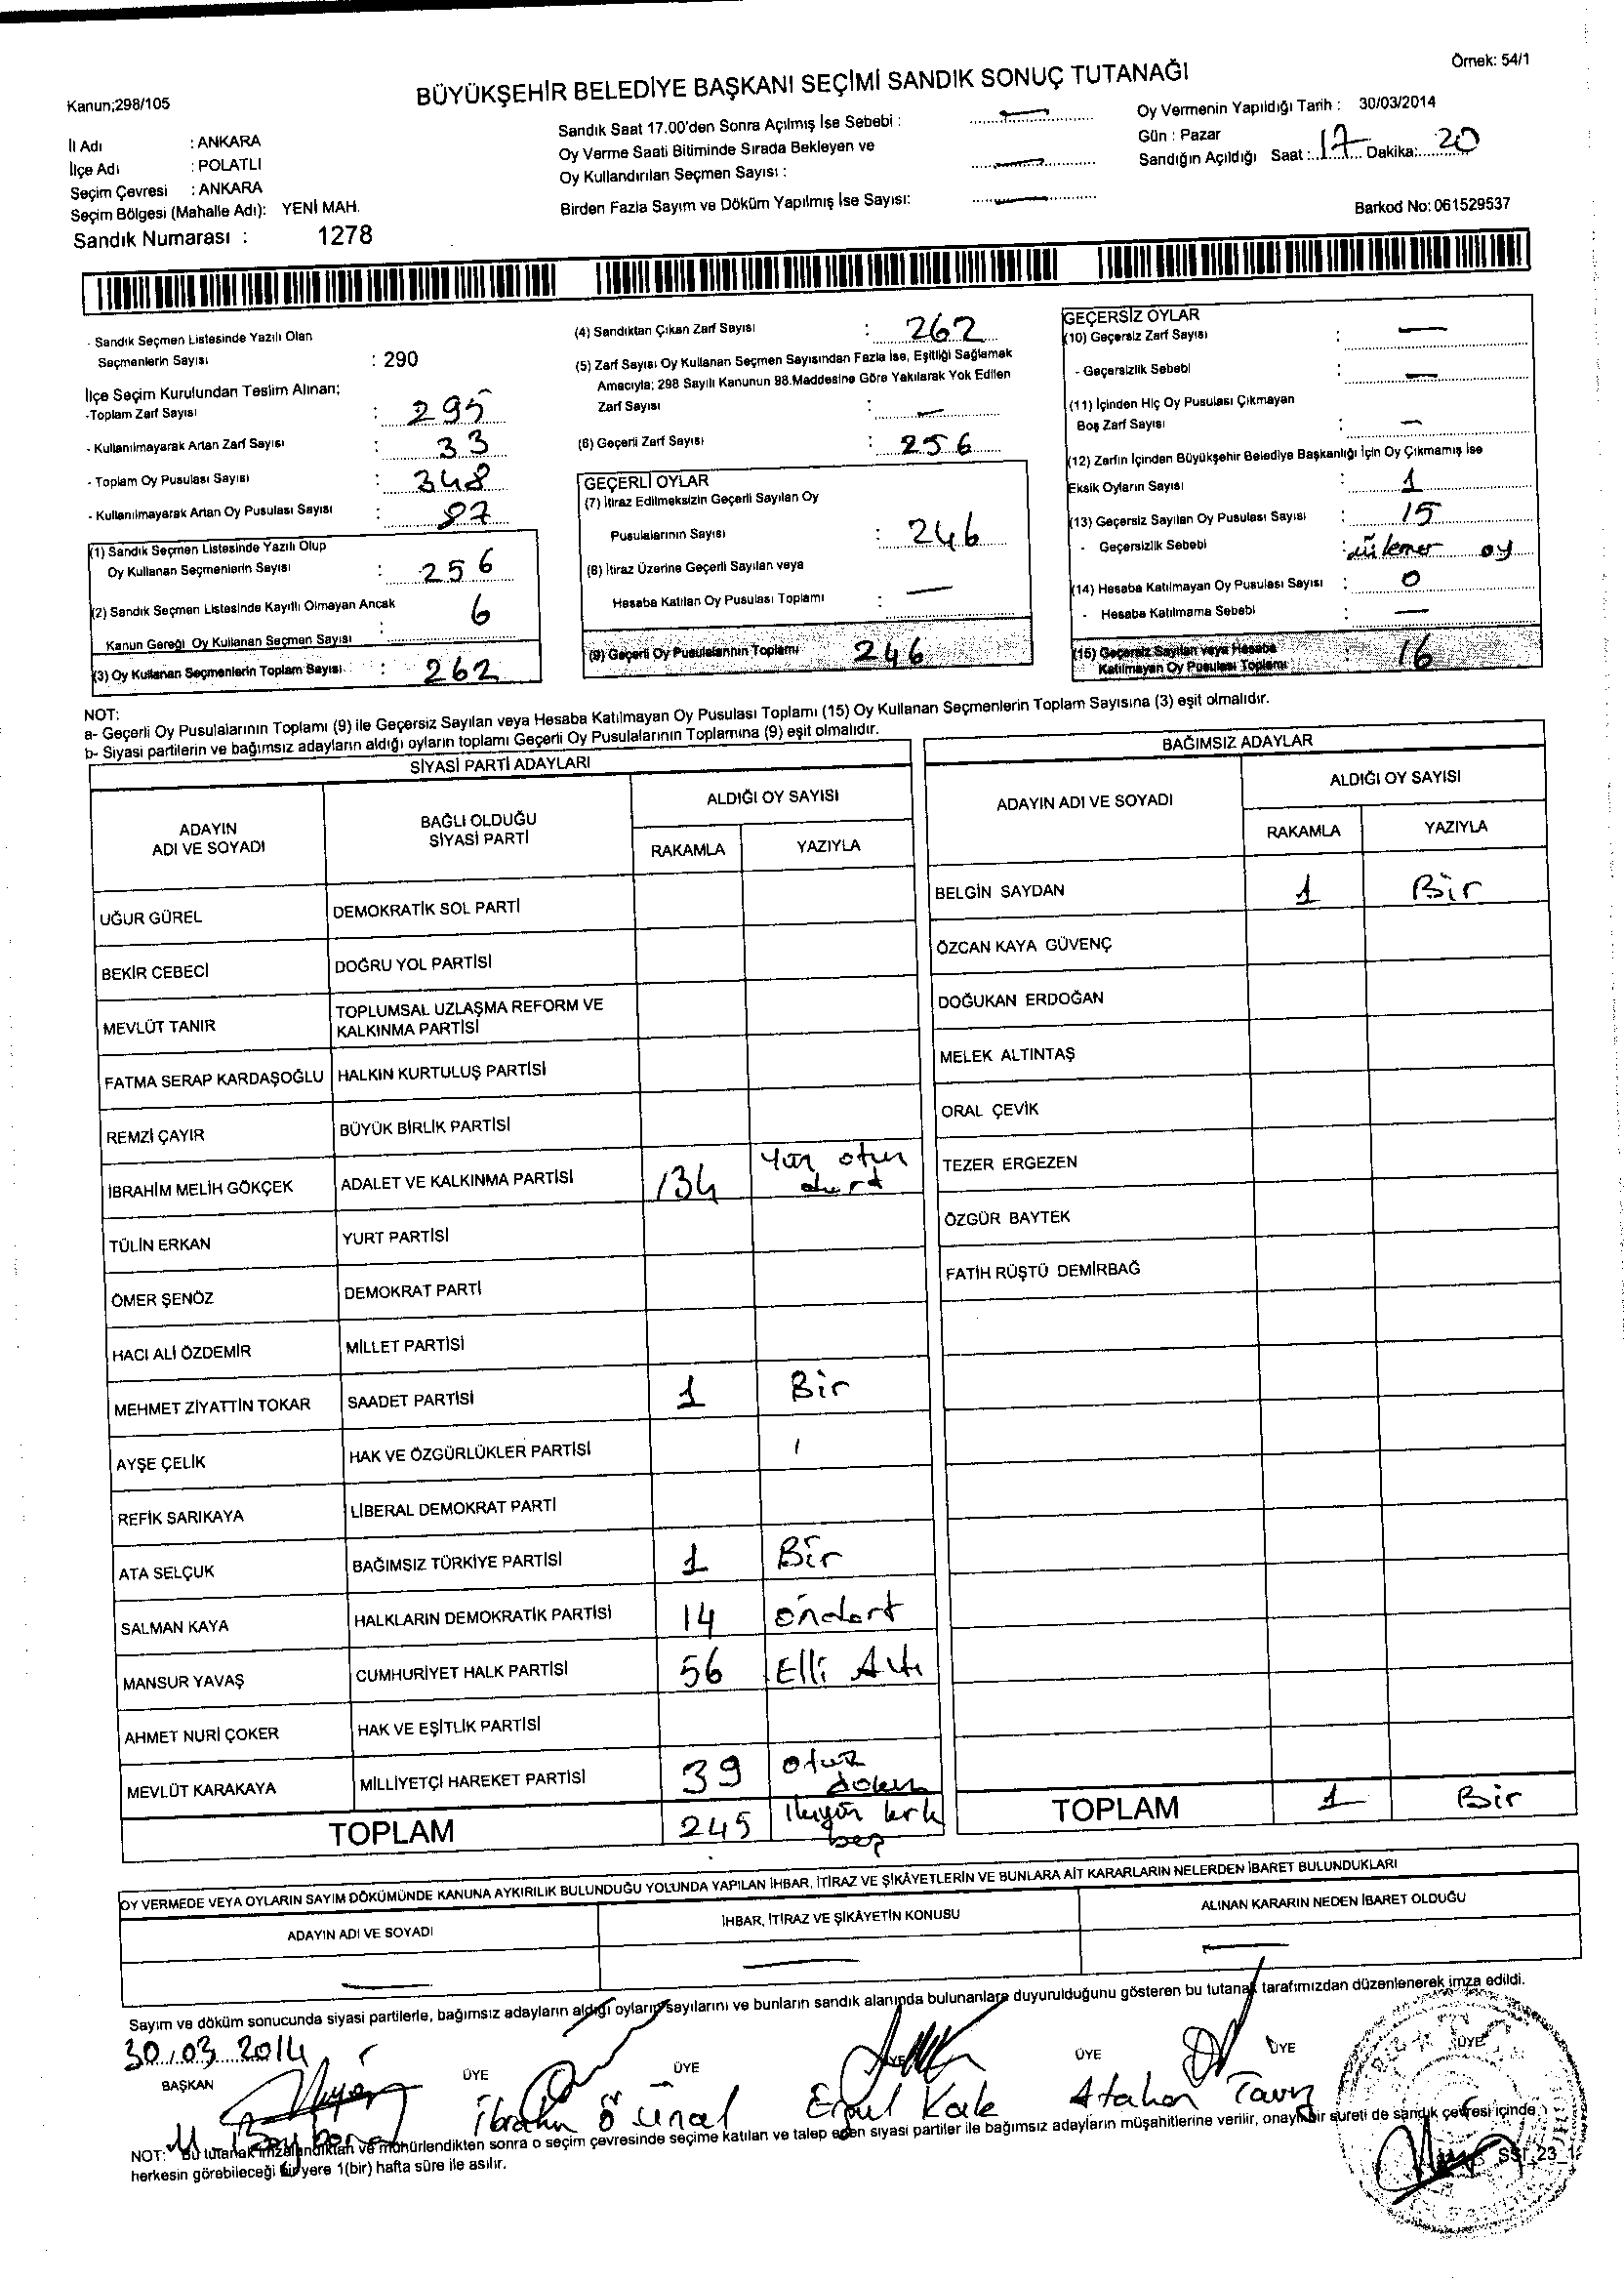 Örnek: 54/1
Kanun;298/105
BÜYÜKŞEHİR BELEDİYE BAŞKANI SEÇİMİ SANDIK SONUÇ TUTANAĞI
İl Adı : ANKARA
İlçe Adı : POLATLI
Seçim Çevresi : ANKARA
Seçim Bölgesi (Mahalle Adı): YENİ MAH.
Sandık Numarası : 1278
Sandık Saat 17.00'den Sonra Açılmış İse Sebebi : —
Oy Verme Saati Bitiminde Sırada Bekleyen ve
Oy Kullandırılan Seçmen Sayısı : —
Birden Fazla Sayım ve Döküm Yapılmış İse Sayısı: —
Oy Vermenin Yapıldığı Tarih : 30/03/2014
Gün : Pazar
Sandığın Açıldığı Saat : 17 Dakika: 20
Barkod No: 061529537
- Sandık Seçmen Listesinde Yazılı Olan
Seçmenlerin Sayısı : 290
İlçe Seçim Kurulundan Teslim Alınan;
-Toplam Zarf Sayısı : 295
- Kullanılmayarak Artan Zarf Sayısı : 33
- Toplam Oy Pusulası Sayısı : 348
- Kullanılmayarak Artan Oy Pusulası Sayısı : 87
(1) Sandık Seçmen Listesinde Yazılı Olup
Oy Kullanan Seçmenlerin Sayısı : 256
(2) Sandık Seçmen Listesinde Kayıtlı Olmayan Ancak
Kanun Gereği Oy Kullanan Seçmen Sayısı : 6
(3) Oy Kullanan Seçmenlerin Toplam Sayısı : 262
(4) Sandıktan Çıkan Zarf Sayısı : 262
(5) Zarf Sayısı Oy Kullanan Seçmen Sayısından Fazla İse, Eşitliği Sağlamak
Amacıyla; 298 Sayılı Kanunun 98.Maddesine Göre Yakılarak Yok Edilen
Zarf Sayısı : —
(6) Geçerli Zarf Sayısı : 256
GEÇERLİ OYLAR
(7) İtiraz Edilmeksizin Geçerli Sayılan Oy
Pusulalarının Sayısı : 246
(8) İtiraz Üzerine Geçerli Sayılan veya
Hesaba Katılan Oy Pusulası Toplamı : —
(9) Geçerli Oy Pusulalarının Toplamı 246
GEÇERSİZ OYLAR
(10) Geçersiz Zarf Sayısı : —
- Geçersizlik Sebebi : —
(11) İçinden Hiç Oy Pusulası Çıkmayan
Boş Zarf Sayısı : —
(12) Zarfın İçinden Büyükşehir Belediye Başkanlığı İçin Oy Çıkmamış İse
Eksik Oyların Sayısı : 1
(13) Geçersiz Sayılan Oy Pusulası Sayısı : 15
- Geçersizlik Sebebi : oy
(14) Hesaba Katılmayan Oy Pusulası Sayısı : 0
- Hesaba Katılmama Sebebi : —
(15) Geçersiz Sayılan veya Hesaba
Katılmayan Oy Pusulası Toplamı : 16
NOT:
a- Geçerli Oy Pusulalarının Toplamı (9) ile Geçersiz Sayılan veya Hesaba Katılmayan Oy Pusulası Toplamı (15) Oy Kullanan Seçmenlerin Toplam Sayısına (3) eşit olmalıdır.
b- Siyasi partilerin ve bağımsız adayların aldığı oyların toplamı Geçerli Oy Pusulalarının Toplamına (9) eşit olmalıdır.
SİYASİ PARTİ ADAYLARI
ADAYIN ADI VE SOYADI BAĞLI OLDUĞU SİYASİ PARTİ ALDIĞI OY SAYISI
RAKAMLA YAZIYLA
UĞUR GÜREL DEMOKRATİK SOL PARTİ
BEKİR CEBECİ DOĞRU YOL PARTİSİ
MEVLÜT TANIR TOPLUMSAL UZLAŞMA REFORM VE KALKINMA PARTİSİ
FATMA SERAP KARDAŞOĞLU HALKIN KURTULUŞ PARTİSİ
REMZİ ÇAYIR BÜYÜK BİRLİK PARTİSİ
İBRAHİM MELİH GÖKÇEK ADALET VE KALKINMA PARTİSİ 134 Yüz otuz dört
TÜLİN ERKAN YURT PARTİSİ
ÖMER ŞENÖZ DEMOKRAT PARTİ
HACI ALİ ÖZDEMİR MİLLET PARTİSİ
MEHMET ZİYATTİN TOKAR SAADET PARTİSİ 1 Bir
AYŞE ÇELİK HAK VE ÖZGÜRLÜKLER PARTİSİ
REFİK SARIKAYA LİBERAL DEMOKRAT PARTİ
ATA SELÇUK BAĞIMSIZ TÜRKİYE PARTİSİ 1 Bir
SALMAN KAYA HALKLARIN DEMOKRATİK PARTİSİ 14 öndört
MANSUR YAVAŞ CUMHURİYET HALK PARTİSİ 56 Elli Altı
AHMET NURİ ÇOKER HAK VE EŞİTLİK PARTİSİ
MEVLÜT KARAKAYA MİLLİYETÇİ HAREKET PARTİSİ 39 Otuz dokuz
TOPLAM 245 İkiyüz kırk beş
BAĞIMSIZ ADAYLAR
ADAYIN ADI VE SOYADI ALDIĞI OY SAYISI
RAKAMLA YAZIYLA
BELGİN SAYDAN 1 Bir
ÖZCAN KAYA GÜVENÇ
DOĞUKAN ERDOĞAN
MELEK ALTINTAŞ
ORAL ÇEVİK
TEZER ERGEZEN
ÖZGÜR BAYTEK
FATİH RÜŞTÜ DEMİRBAĞ
TOPLAM 1 Bir
OY VERMEDE VEYA OYLARIN SAYIM DÖKÜMÜNDE KANUNA AYKIRILIK BULUNDUĞU YOLUNDA YAPILAN İHBAR, İTİRAZ VE ŞİKÂYETLERİN VE BUNLARA AİT KARARLARIN NELERDEN İBARET BULUNDUKLARI
ADAYIN ADI VE SOYADI İHBAR, İTİRAZ VE ŞİKÂYETİN KONUSU ALINAN KARARIN NEDEN İBARET OLDUĞU
— — —
Sayım ve döküm sonucunda siyasi partilerle, bağımsız adayların aldığı oyların sayılarını ve bunların sandık alanında bulunanlara duyurulduğunu gösteren bu tutanak tarafımızdan düzenlenerek imza edildi.
30.03.2014
BAŞKAN ÜYE ÜYE ÜYE ÜYE ÜYE ÜYE
İbrahim Ö ünal Atahan
NOT: Bu tutanak imzalandıktan ve mühürlendikten sonra o seçim çevresinde seçime katılan ve talep eden siyasi partiler ile bağımsız adayların müşahitlerine verilir, onaylı bir sureti de sandık çevresi içinde
herkesin görebileceği bir yere 1(bir) hafta süre ile asılır.